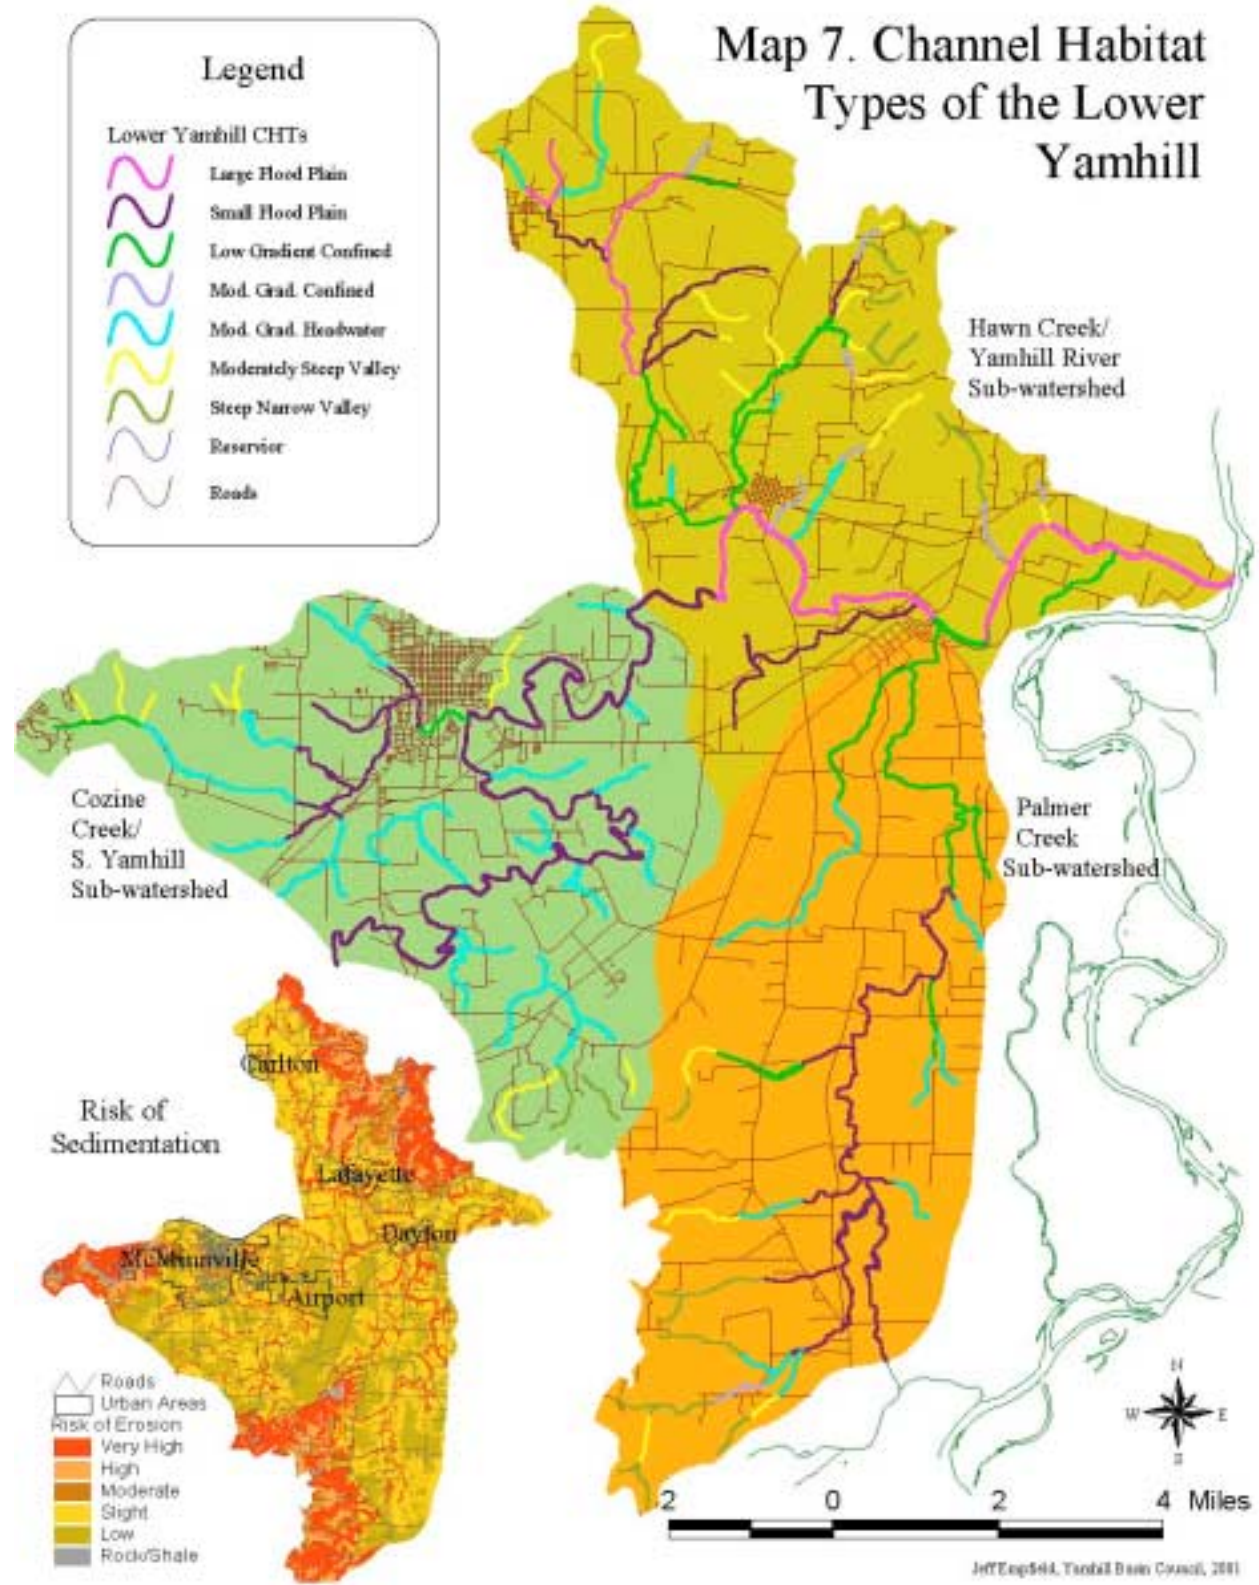 Map 7. Channel Habitat
Types of the Lower
Yamhill
Legend
Lower Yamhill CHTs
Large Flood Plain
Small Flood Plain
Low Gradient Confined
Mod. Grad. Confined
Mod. Grad. Headwater
Moderately Steep Valley
Steep Narrow Valley
Reservior
Roads
Hawn Creek/
Yamhill River
Sub-watershed
Cozine
Creek/
S. Yamhill
Sub-watershed
Palmer
Creek
Sub-watershed
Risk of
Sedimentation
Carlton
Lafayette
Dayton
McMinnville
Airport
Roads
Urban Areas
Risk of Erosion
Very High
High
Moderate
Slight
Low
Rock/Shale
N
W E
S
2 0 2 4 Miles
Jeff Empfield, Yamhill Basin Council, 2001